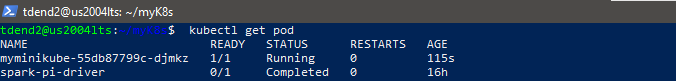 tdend2@us2004lts: ~/myK8s
tdend2@us2004lts:~/myK8s$ kubectl get pod
NAME READY STATUS RESTARTS AGE
myminikube-55db87799c-djmkz 1/1 Running 0 115s
spark-pi-driver 0/1 Completed 0 16h